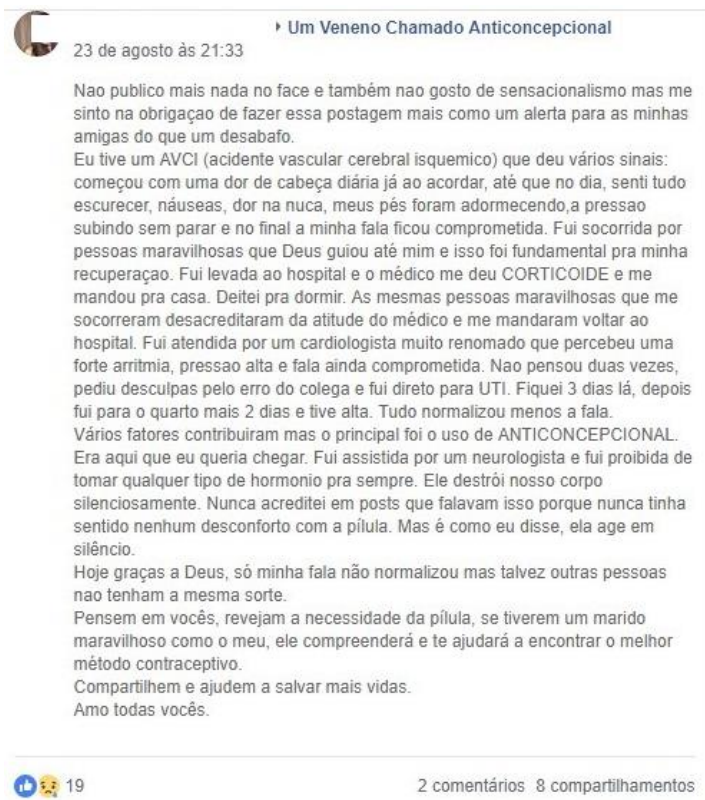 Um Veneno Chamado Anticoncepcional
23 de agosto às 21:33
Nao publico mais nada no face e também nao gosto de sensacionalismo mas me
sinto na obrigaçao de fazer essa postagem mais como um alerta para as minhas
amigas do que um desabafo.
Eu tive um AVCI (acidente vascular cerebral isquemico) que deu vários sinais:
começou com uma dor de cabeça diária já ao acordar, até que no dia, senti tudo
escurecer, náuseas, dor na nuca, meus pés foram adormecendo,a pressao
subindo sem parar e no final a minha fala ficou comprometida. Fui socorrida por
pessoas maravilhosas que Deus guiou até mim e isso foi fundamental pra minha
recuperaçao. Fui levada ao hospital e o médico me deu CORTICOIDE e me
mandou pra casa. Deitei pra dormir. As mesmas pessoas maravilhosas que me
socorreram desacreditaram da atitude do médico e me mandaram voltar ao
hospital. Fui atendida por um cardiologista muito renomado que percebeu uma
forte arritmia, pressao alta e fala ainda comprometida. Nao pensou duas vezes,
pediu desculpas pelo erro do colega e fui direto para UTI. Fiquei 3 dias lá, depois
fui para o quarto mais 2 dias e tive alta. Tudo normalizou menos a fala.
Vários fatores contribuiram mas o principal foi o uso de ANTICONCEPCIONAL.
Era aqui que eu queria chegar. Fui assistida por um neurologista e fui proibida de
tomar qualquer tipo de hormonio pra sempre. Ele destrói nosso corpo
silenciosamente. Nunca acreditei em posts que falavam isso porque nunca tinha
sentido nenhum desconforto com a pílula. Mas é como eu disse, ela age em
silêncio.
Hoje graças a Deus, só minha fala não normalizou mas talvez outras pessoas
nao tenham a mesma sorte.
Pensem em vocês, revejam a necessidade da pílula, se tiverem um marido
maravilhoso como o meu, ele compreenderá e te ajudará a encontrar o melhor
método contraceptivo.
Compartilhem e ajudem a salvar mais vidas.
Amo todas vocês.
19
2 comentários 8 compartilhamentos